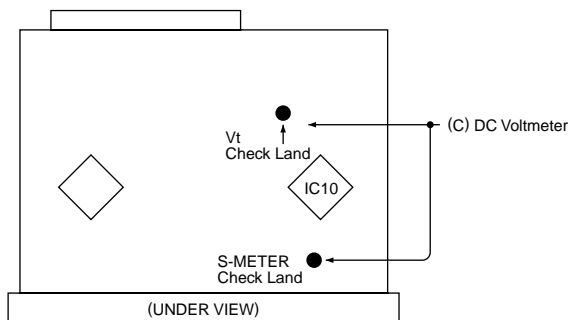 (C) DC Voltmeter
Vt
Check Land
IC10
S-METER
Check Land
(UNDER VIEW)